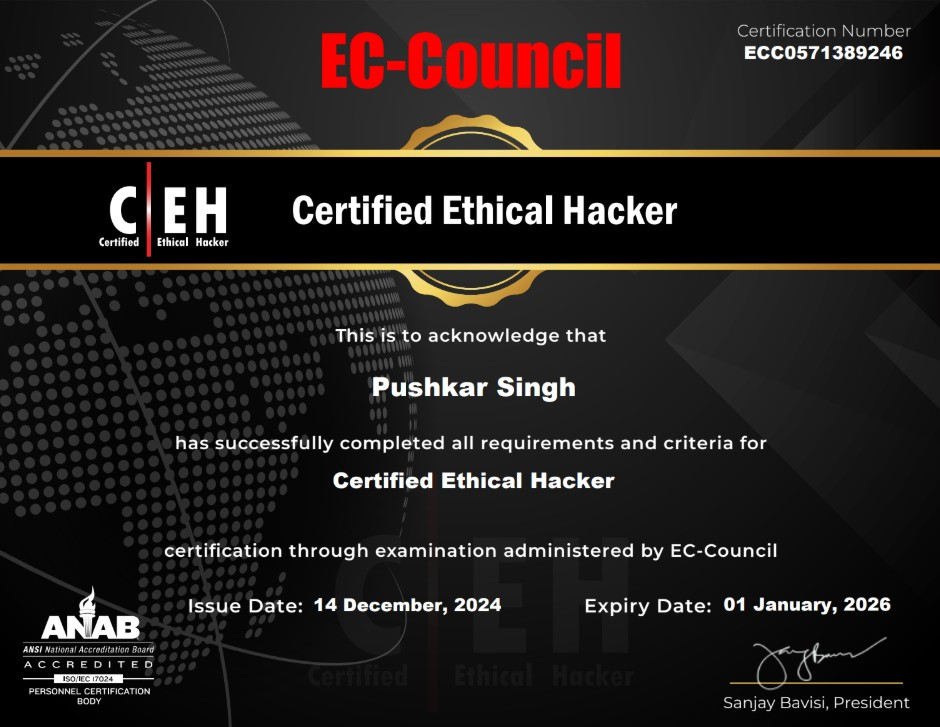 EC-Council
Certification Number
ECC0571389246
C EH
Certified Ethical Hacker
Certified Ethical Hacker
This is to acknowledge that
Pushkar Singh
has successfully completed all requirements and criteria for
Certified Ethical Hacker
certification through examination administered by EC-Council
C EH
Certified Ethical Hacker
Issue Date: 14 December, 2024
Expiry Date: 01 January, 2026
ANAB
ANSI National Accreditation Board
ACCREDITED
ISO/IEC 17024
PERSONNEL CERTIFICATION
BODY
Sanjay Bavisi, President